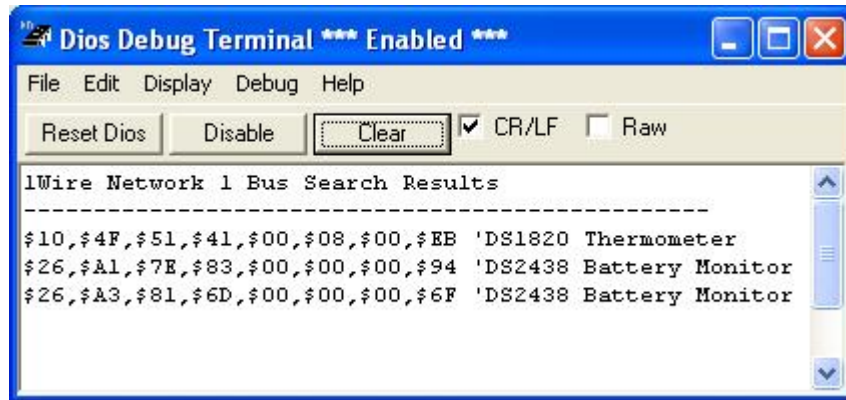 Dios Debug Terminal *** Enabled ***
File Edit Display Debug Help
Reset Dios Disable Clear CR/LF Raw
1Wire Network 1 Bus Search Results
----------------------------------------------------
$10,$4F,$51,$41,$00,$08,$00,$EB 'DS1820 Thermometer
$26,$A1,$7E,$83,$00,$00,$00,$94 'DS2438 Battery Monitor
$26,$A3,$81,$6D,$00,$00,$00,$6F 'DS2438 Battery Monitor